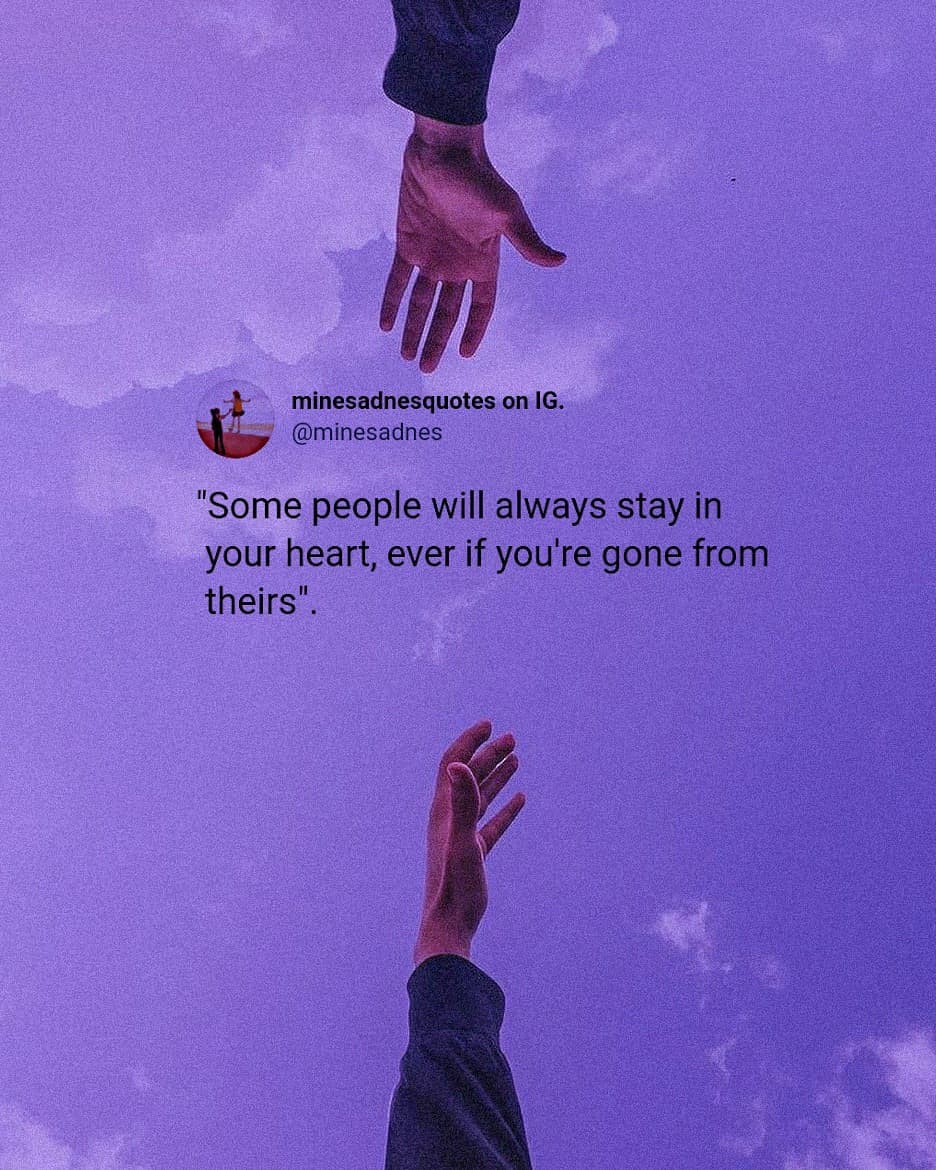 minesadnesquotes on IG.
@minesadnes
"Some people will always stay in
your heart, ever if you're gone from
theirs".